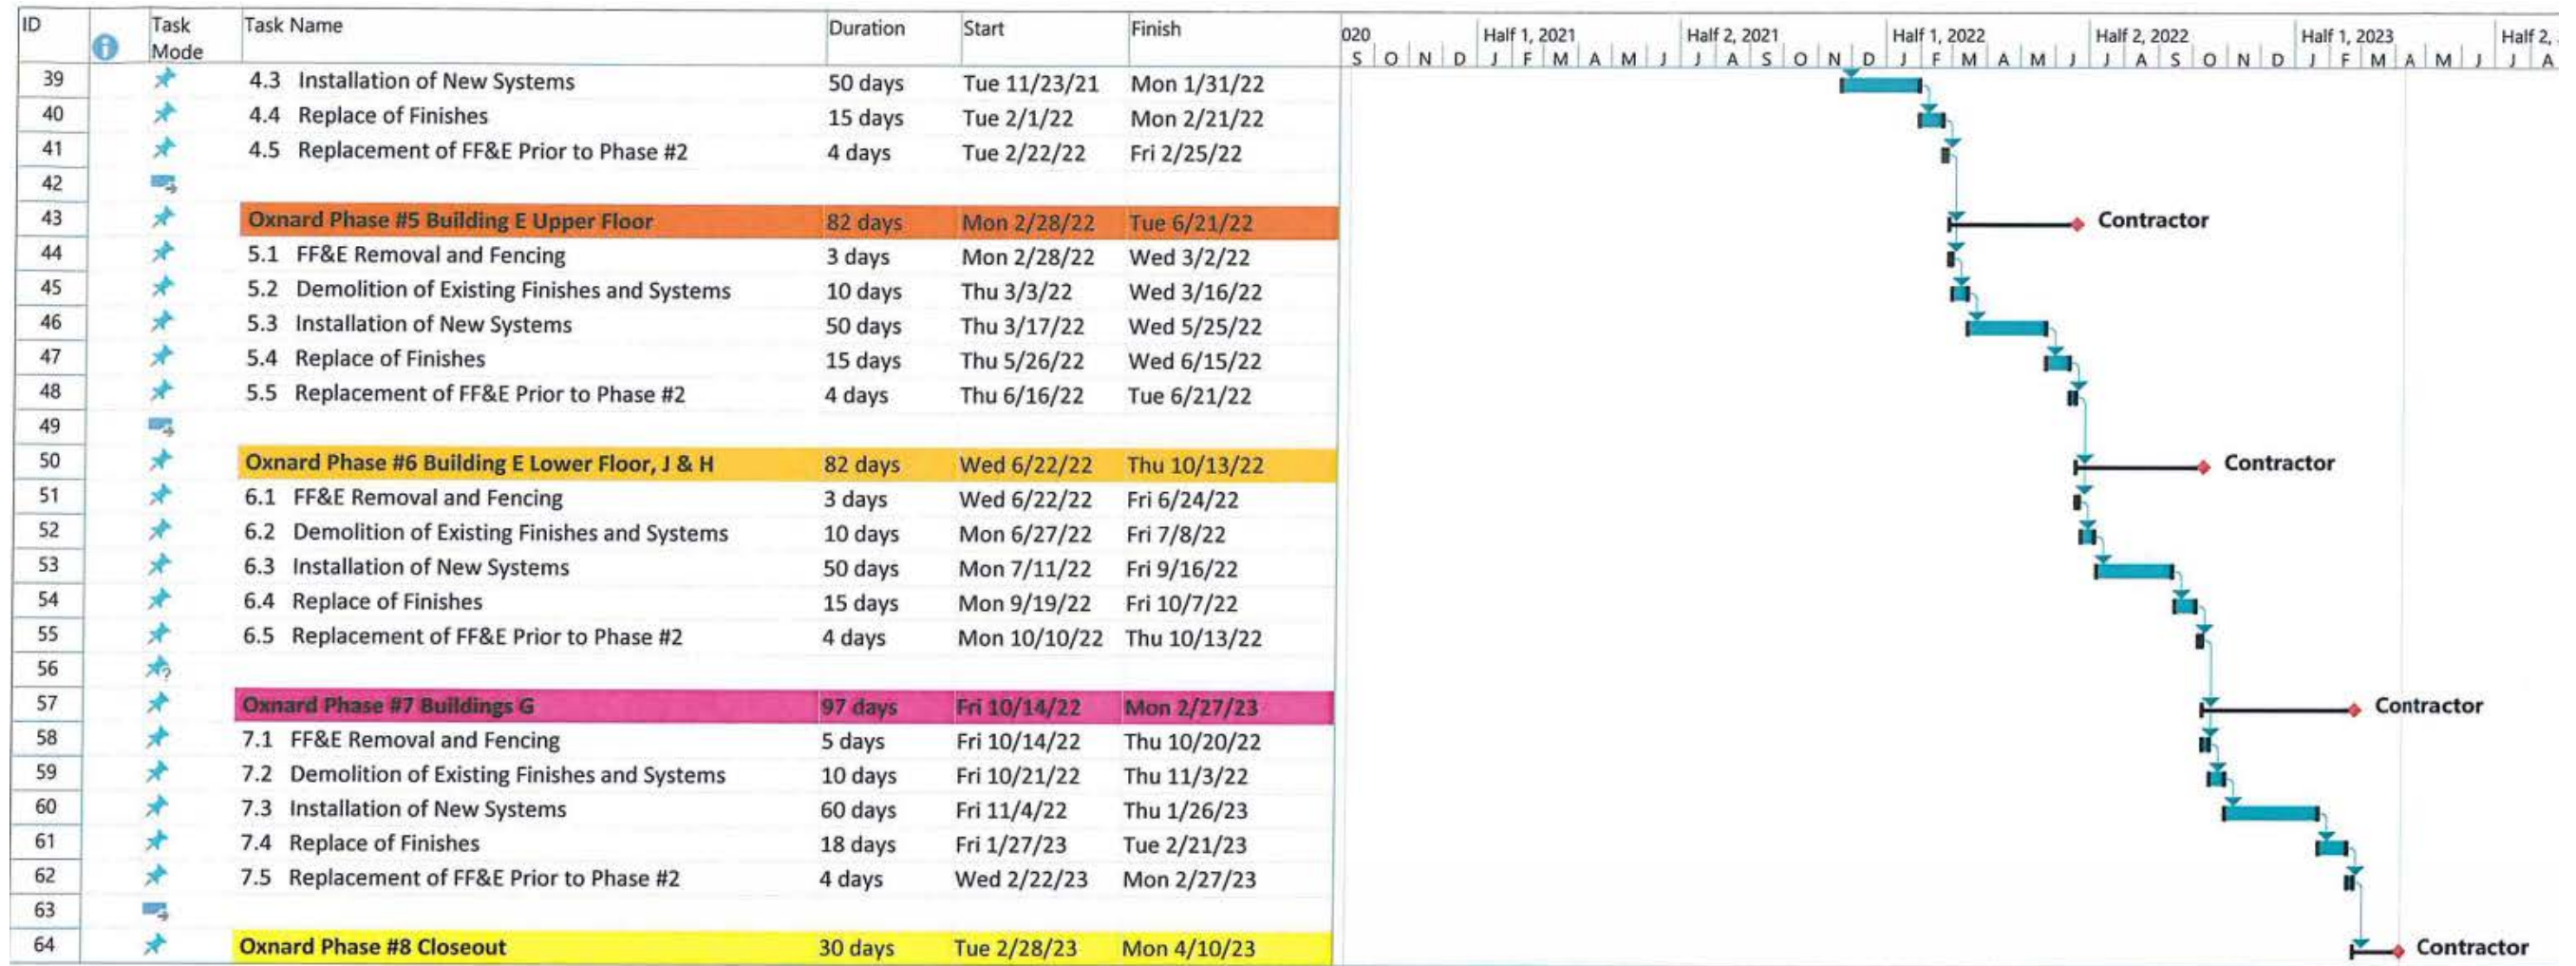 ID Task Mode Task Name Duration Start Finish
020 Half 1, 2021 Half 2, 2021 Half 1, 2022 Half 2, 2022 Half 1, 2023 Half 2,
S O N D J F M A M J J A S O N D J F M A M J J A S O N D J F M A M J J A
39 4.3 Installation of New Systems 50 days Tue 11/23/21 Mon 1/31/22
40 4.4 Replace of Finishes 15 days Tue 2/1/22 Mon 2/21/22
41 4.5 Replacement of FF&E Prior to Phase #2 4 days Tue 2/22/22 Fri 2/25/22
42
43 Oxnard Phase #5 Building E Upper Floor 82 days Mon 2/28/22 Tue 6/21/22 Contractor
44 5.1 FF&E Removal and Fencing 3 days Mon 2/28/22 Wed 3/2/22
45 5.2 Demolition of Existing Finishes and Systems 10 days Thu 3/3/22 Wed 3/16/22
46 5.3 Installation of New Systems 50 days Thu 3/17/22 Wed 5/25/22
47 5.4 Replace of Finishes 15 days Thu 5/26/22 Wed 6/15/22
48 5.5 Replacement of FF&E Prior to Phase #2 4 days Thu 6/16/22 Tue 6/21/22
49
50 Oxnard Phase #6 Building E Lower Floor, J & H 82 days Wed 6/22/22 Thu 10/13/22 Contractor
51 6.1 FF&E Removal and Fencing 3 days Wed 6/22/22 Fri 6/24/22
52 6.2 Demolition of Existing Finishes and Systems 10 days Mon 6/27/22 Fri 7/8/22
53 6.3 Installation of New Systems 50 days Mon 7/11/22 Fri 9/16/22
54 6.4 Replace of Finishes 15 days Mon 9/19/22 Fri 10/7/22
55 6.5 Replacement of FF&E Prior to Phase #2 4 days Mon 10/10/22 Thu 10/13/22
56 ?
57 Oxnard Phase #7 Buildings G 97 days Fri 10/14/22 Mon 2/27/23 Contractor
58 7.1 FF&E Removal and Fencing 5 days Fri 10/14/22 Thu 10/20/22
59 7.2 Demolition of Existing Finishes and Systems 10 days Fri 10/21/22 Thu 11/3/22
60 7.3 Installation of New Systems 60 days Fri 11/4/22 Thu 1/26/23
61 7.4 Replace of Finishes 18 days Fri 1/27/23 Tue 2/21/23
62 7.5 Replacement of FF&E Prior to Phase #2 4 days Wed 2/22/23 Mon 2/27/23
63
64 Oxnard Phase #8 Closeout 30 days Tue 2/28/23 Mon 4/10/23 Contractor